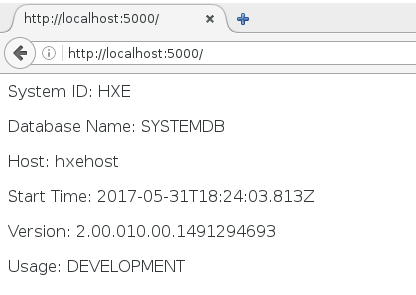 http://localhost:5000/
http://localhost:5000/
System ID: HXE
Database Name: SYSTEMDB
Host: hxehost
Start Time: 2017-05-31T18:24:03.813Z
Version: 2.00.010.00.1491294693
Usage: DEVELOPMENT